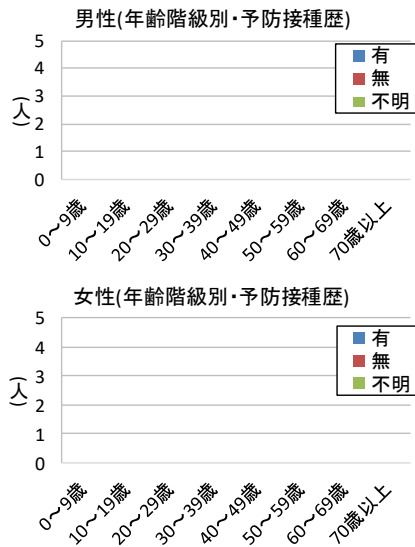 男性(年齢階級別・予防接種歴)
5
4
3
2
1
0
(人)
有
無
不明
0～9歳
10～19歳
20～29歳
30～39歳
40～49歳
50～59歳
60～69歳
70歳以上
女性(年齢階級別・予防接種歴)
5
4
3
2
1
0
(人)
有
無
不明
0～9歳
10～19歳
20～29歳
30～39歳
40～49歳
50～59歳
60～69歳
70歳以上